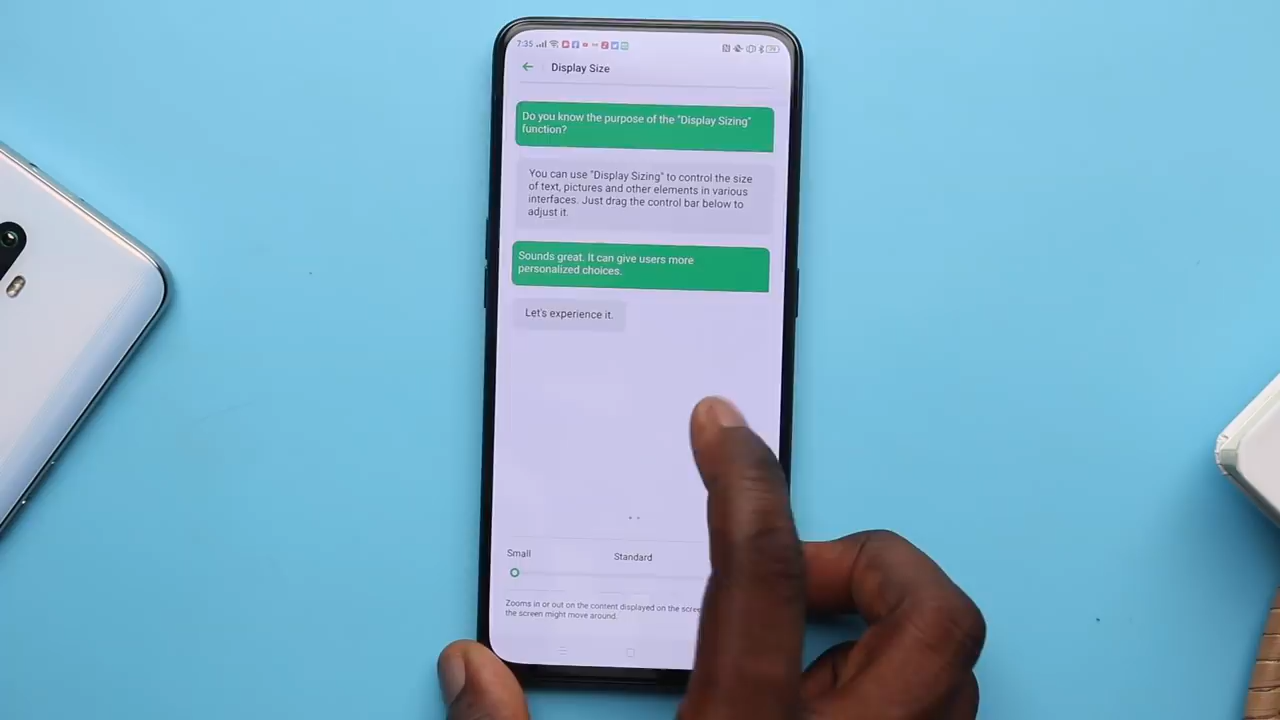 7:35
Display Size
Do you know the purpose of the "Display Sizing"
function?
You can use "Display Sizing" to control the size
of text, pictures and other elements in various
interfaces. Just drag the control bar below to
adjust it.
Sounds great. It can give users more
personalized choices.
Let's experience it.
Small
Standard
Zooms in or out on the content displayed on the scree
the screen might move around.